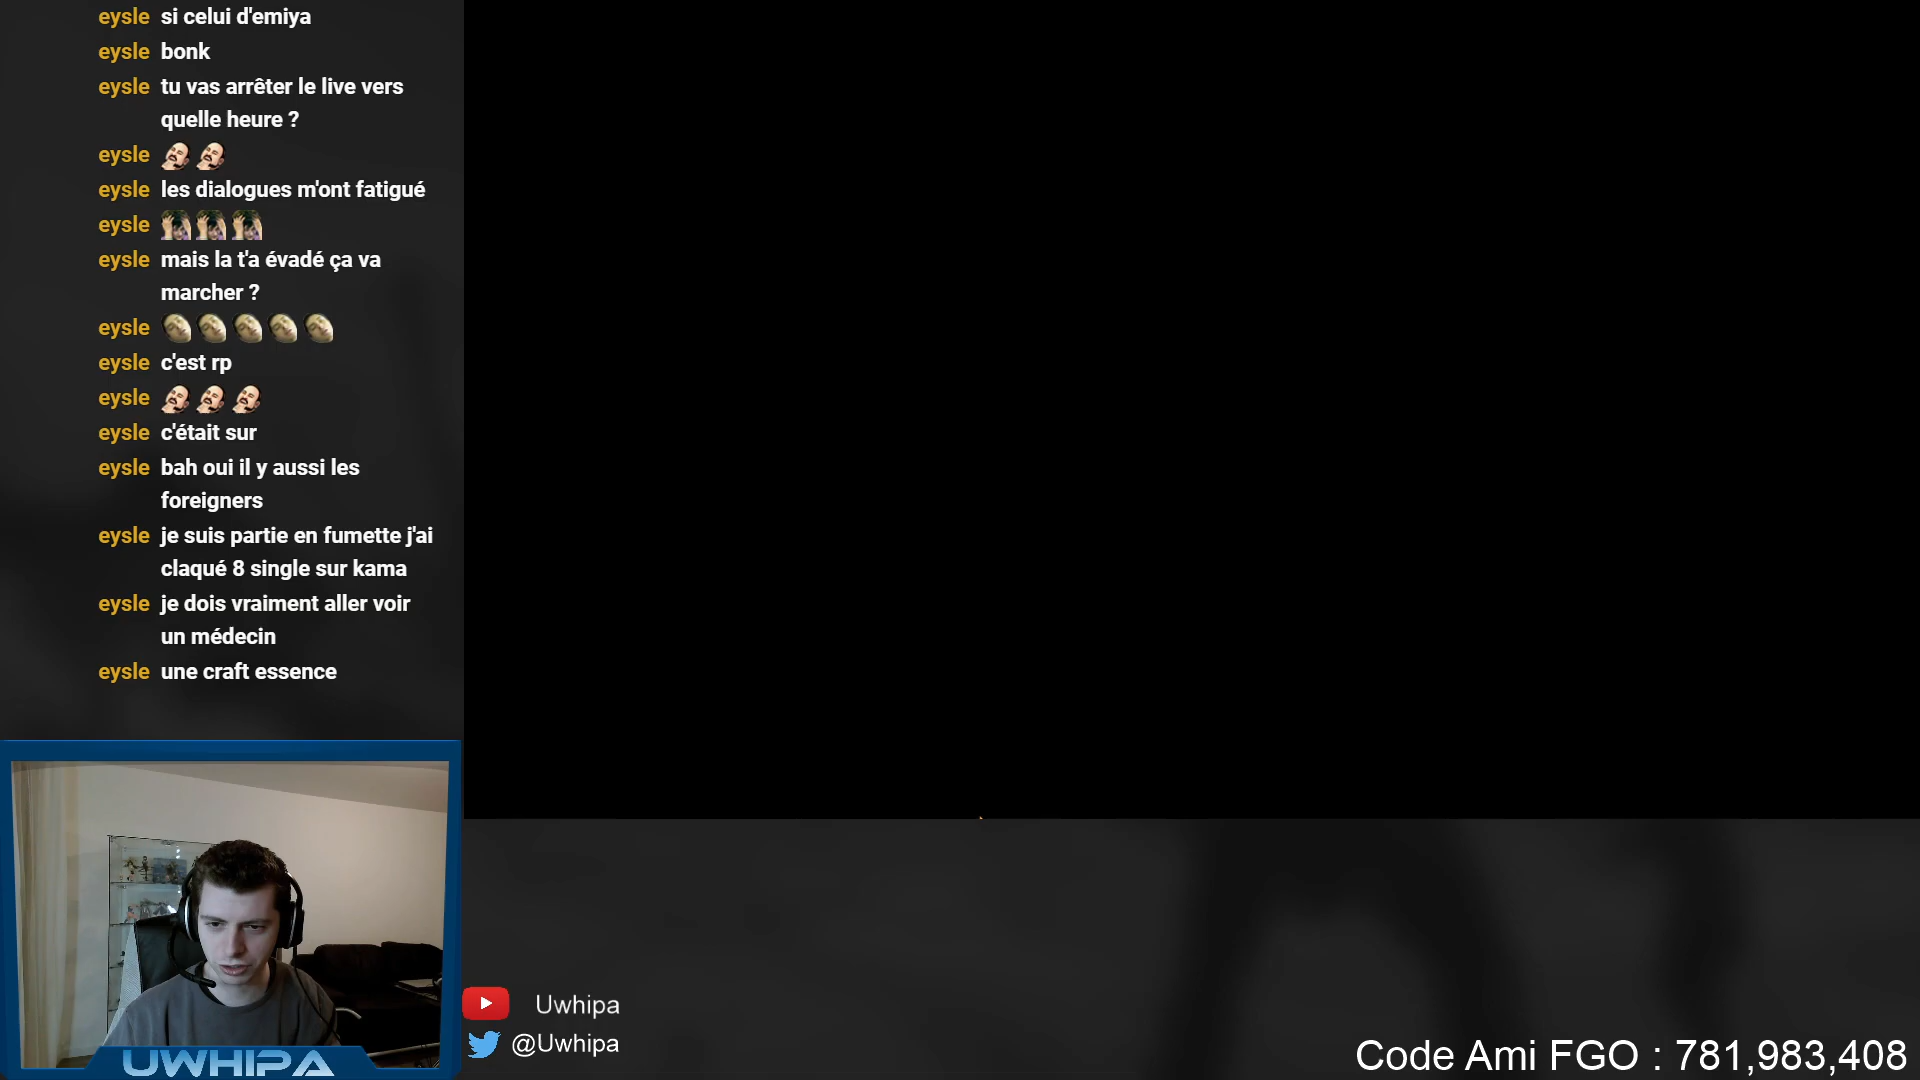 eysle si celui d'emiya
eysle bonk
eysle tu vas arrêter le live vers
quelle heure ?
eysle
eysle les dialogues m'ont fatigué
eysle
eysle mais la t'a évadé ça va
marcher ?
eysle
eysle c'est rp
eysle
eysle c'était sur
eysle bah oui il y aussi les
foreigners
eysle je suis partie en fumette j'ai
claqué 8 single sur kama
eysle je dois vraiment aller voir
un médecin
eysle une craft essence
UWHIPA
Uwhipa
@Uwhipa
Code Ami FGO : 781,983,408